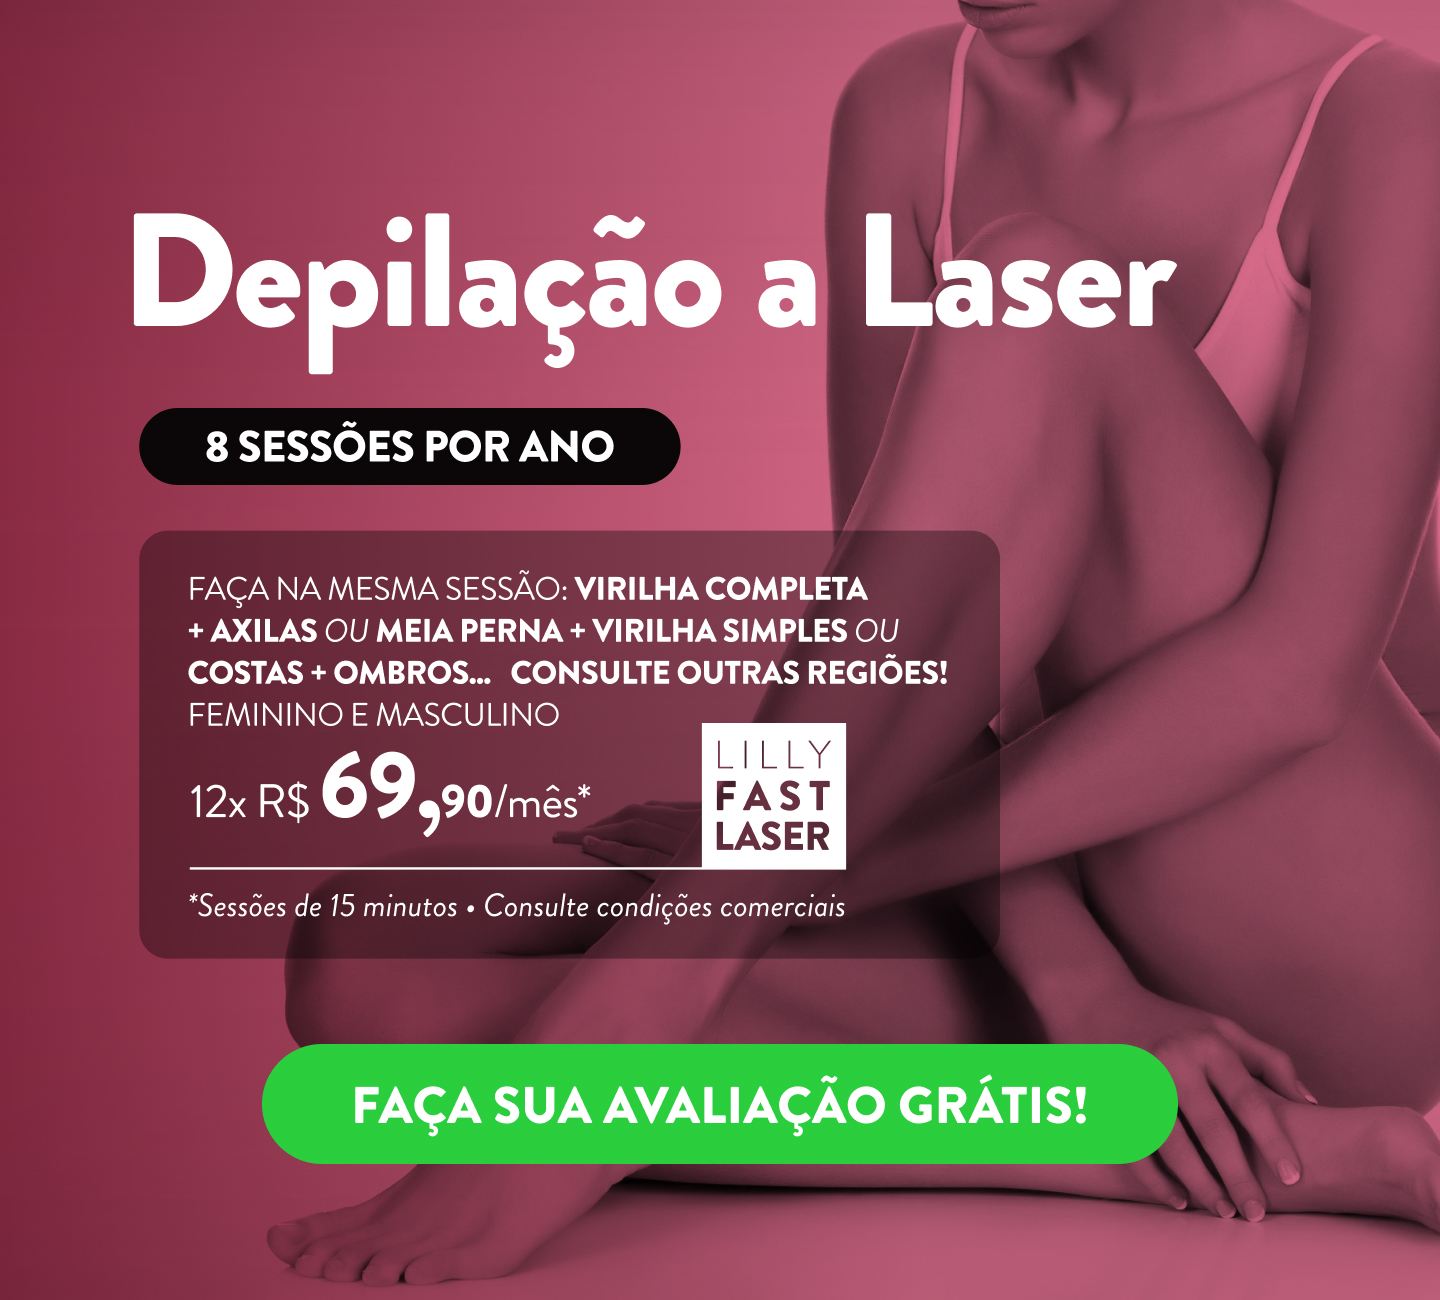 Depilação a Laser
8 SESSÕES POR ANO
FAÇA NA MESMA SESSÃO: VIRILHA COMPLETA
+ AXILAS OU MEIA PERNA + VIRILHA SIMPLES OU
COSTAS + OMBROS... CONSULTE OUTRAS REGIÕES!
FEMININO E MASCULINO
12x R$ 69,90/mês*
LILLY
FAST
LASER
*Sessões de 15 minutos • Consulte condições comerciais
FAÇA SUA AVALIAÇÃO GRÁTIS!